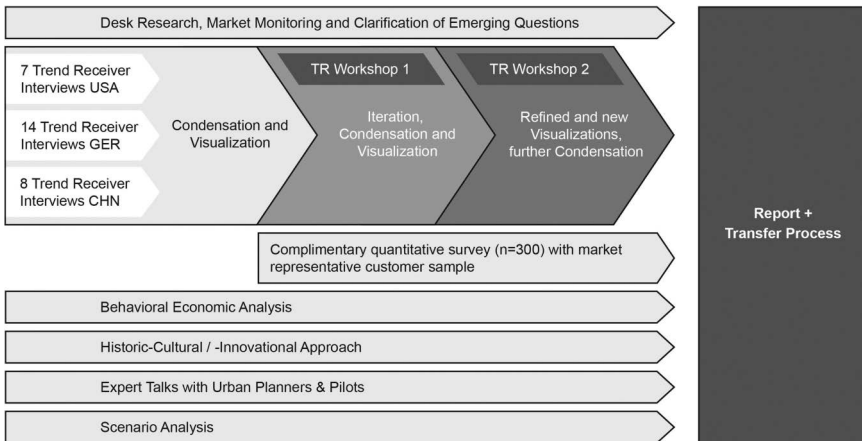 Desk Research, Market Monitoring and Clarification of Emerging Questions
7 Trend Receiver
Interviews USA
14 Trend Receiver
Interviews GER
8 Trend Receiver
Interviews CHN
Condensation and
Visualization
TR Workshop 1
Iteration,
Condensation and
Visualization
TR Workshop 2
Refined and new
Visualizations,
further Condensation
Complimentary quantitative survey (n=300) with market
representative customer sample
Behavioral Economic Analysis
Historic-Cultural / -Innovational Approach
Expert Talks with Urban Planners & Pilots
Scenario Analysis
Report +
Transfer Process